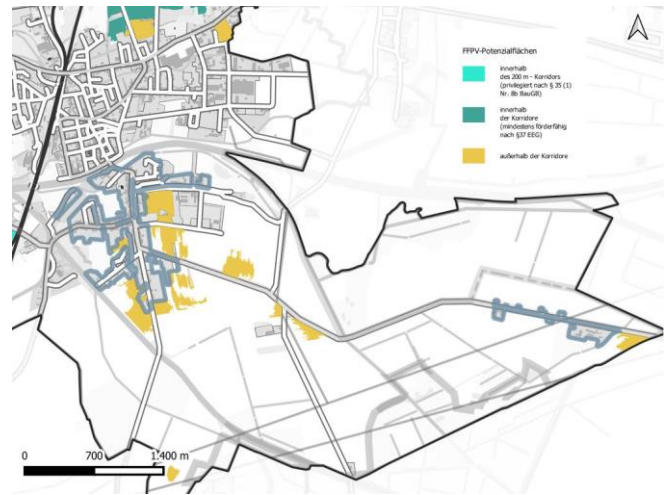 FFPV-Potenzialflächen
innerhalb
des 200 m - Korridors
(privilegiert nach § 35 (1)
Nr. 8b BauGB)
innerhalb
der Korridore
(mindestens förderfähig
nach §37 EEG)
außerhalb der Korridore
0 700 1.400 m